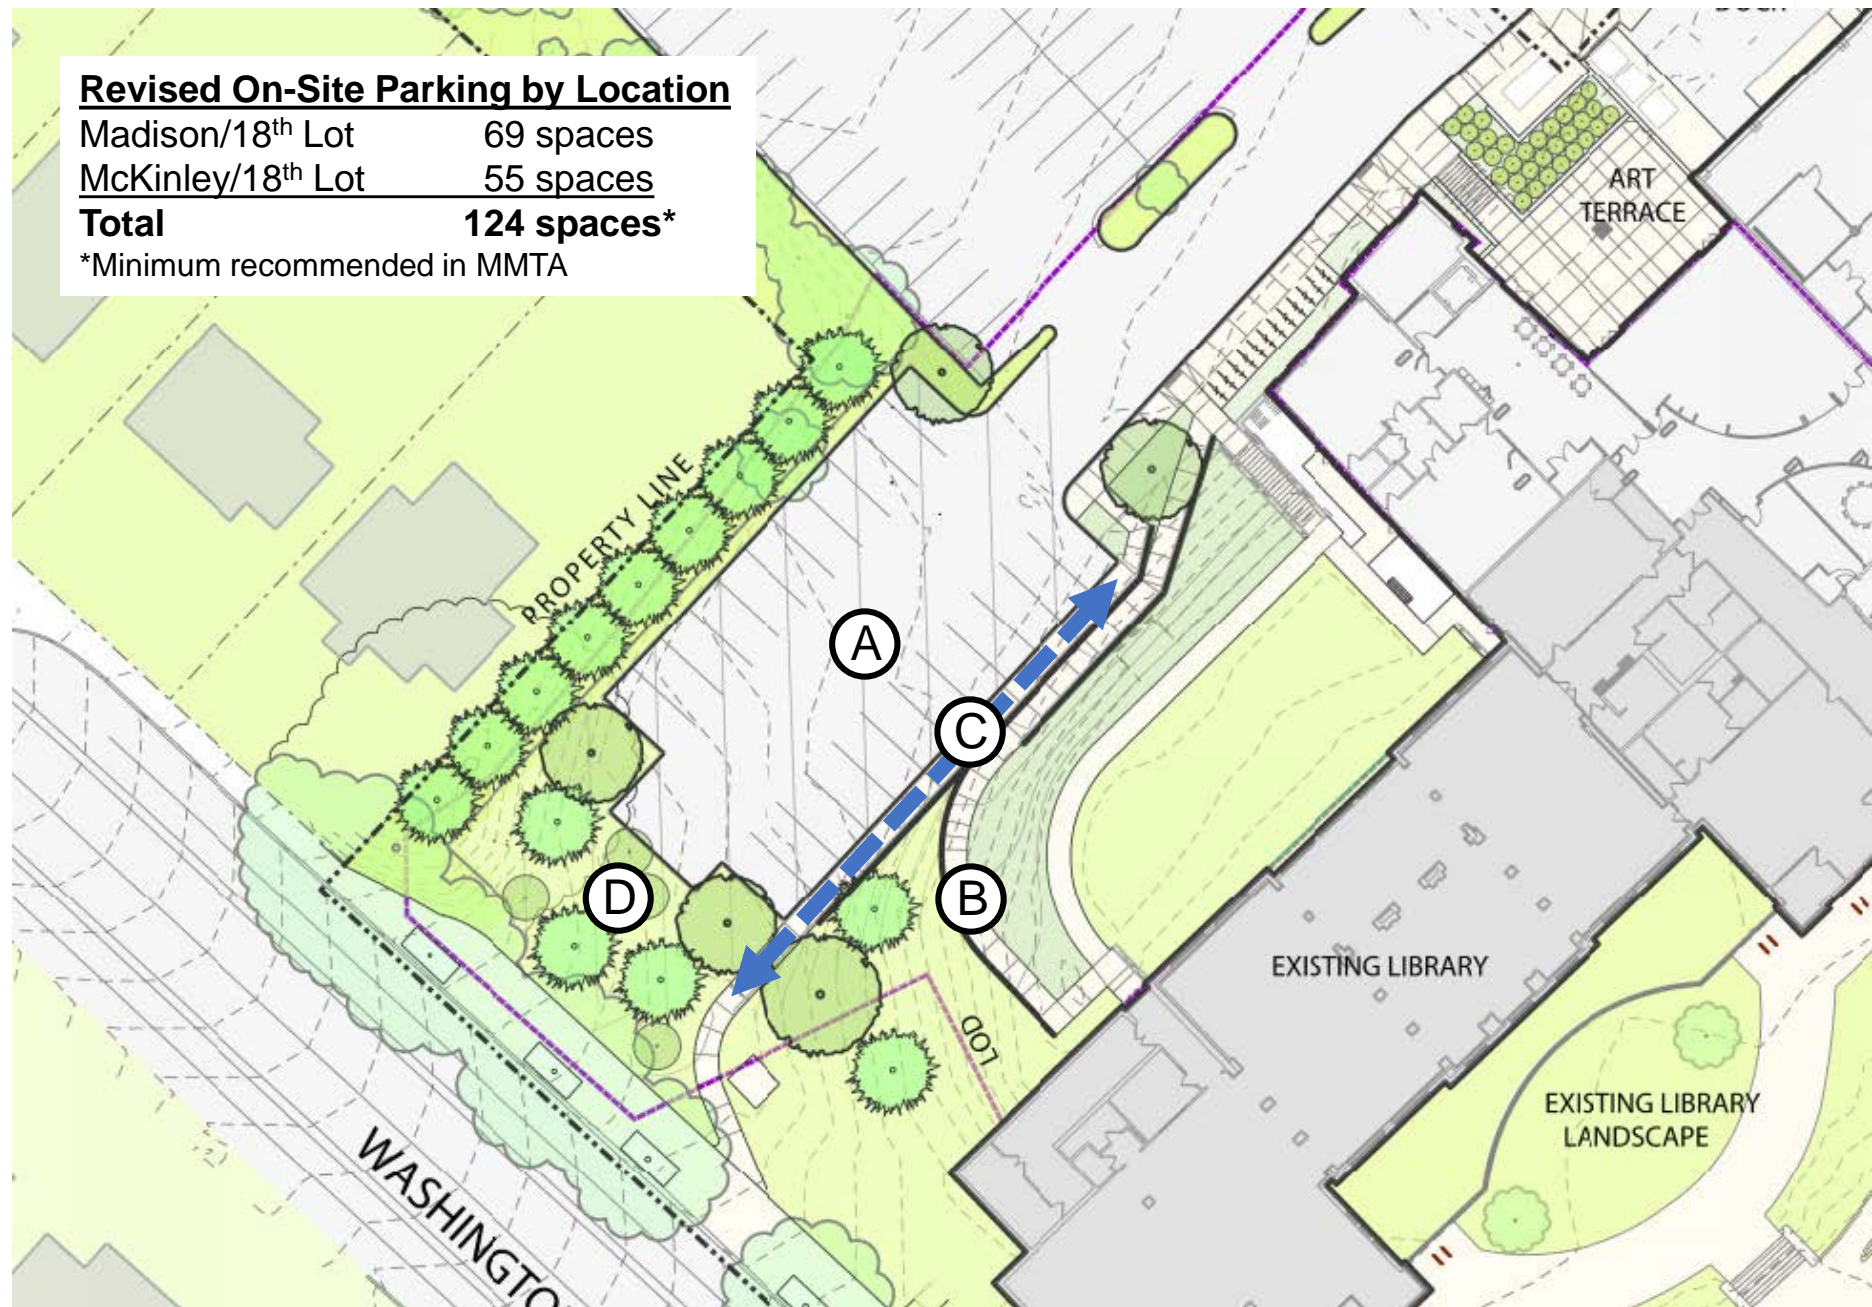 Revised On-Site Parking by Location
Madison/18th Lot 69 spaces
McKinley/18th Lot 55 spaces
Total 124 spaces*
*Minimum recommended in MMTA
ART
TERRACE
PROPERTY LINE
A
C
D
B
EXISTING LIBRARY
LOD
EXISTING LIBRARY
LANDSCAPE